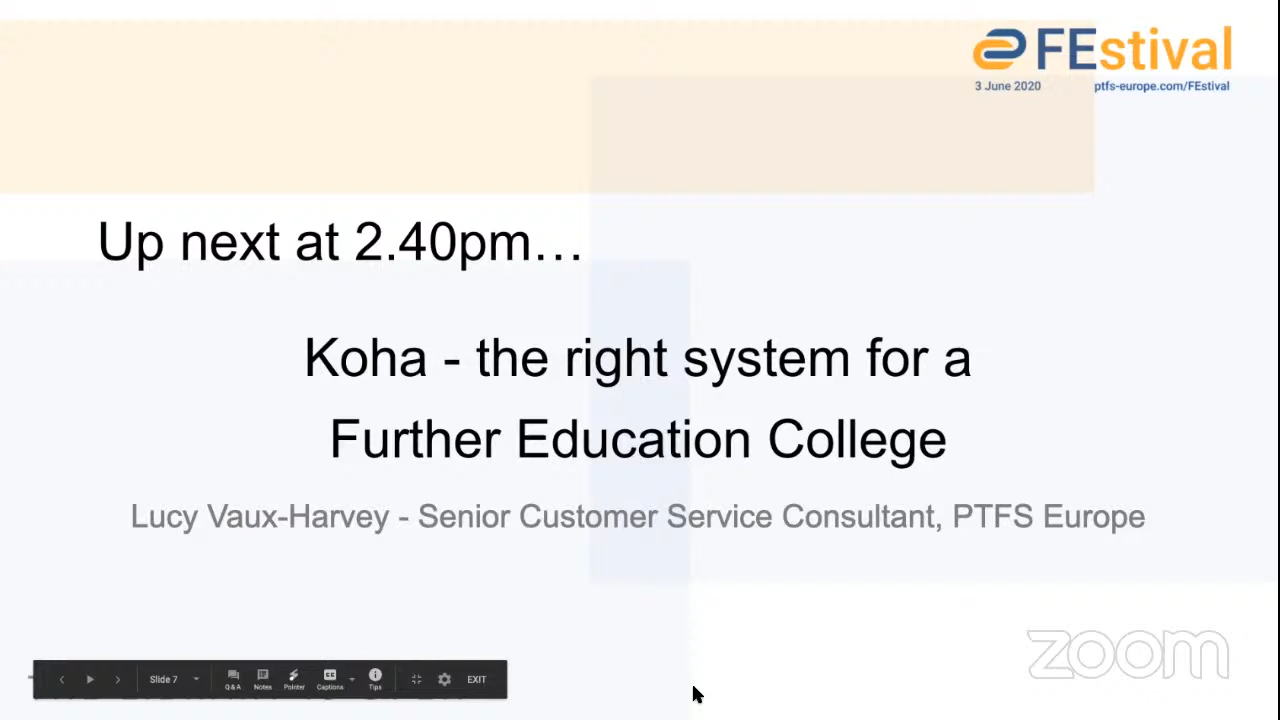 FEstival
3 June 2020 ptfs-europe.com/FEstival
Up next at 2.40pm…
Koha - the right system for a
Further Education College
Lucy Vaux-Harvey - Senior Customer Service Consultant, PTFS Europe
zoom
Slide 7 Q&A Notes Pointer CC Captions Tips EXIT